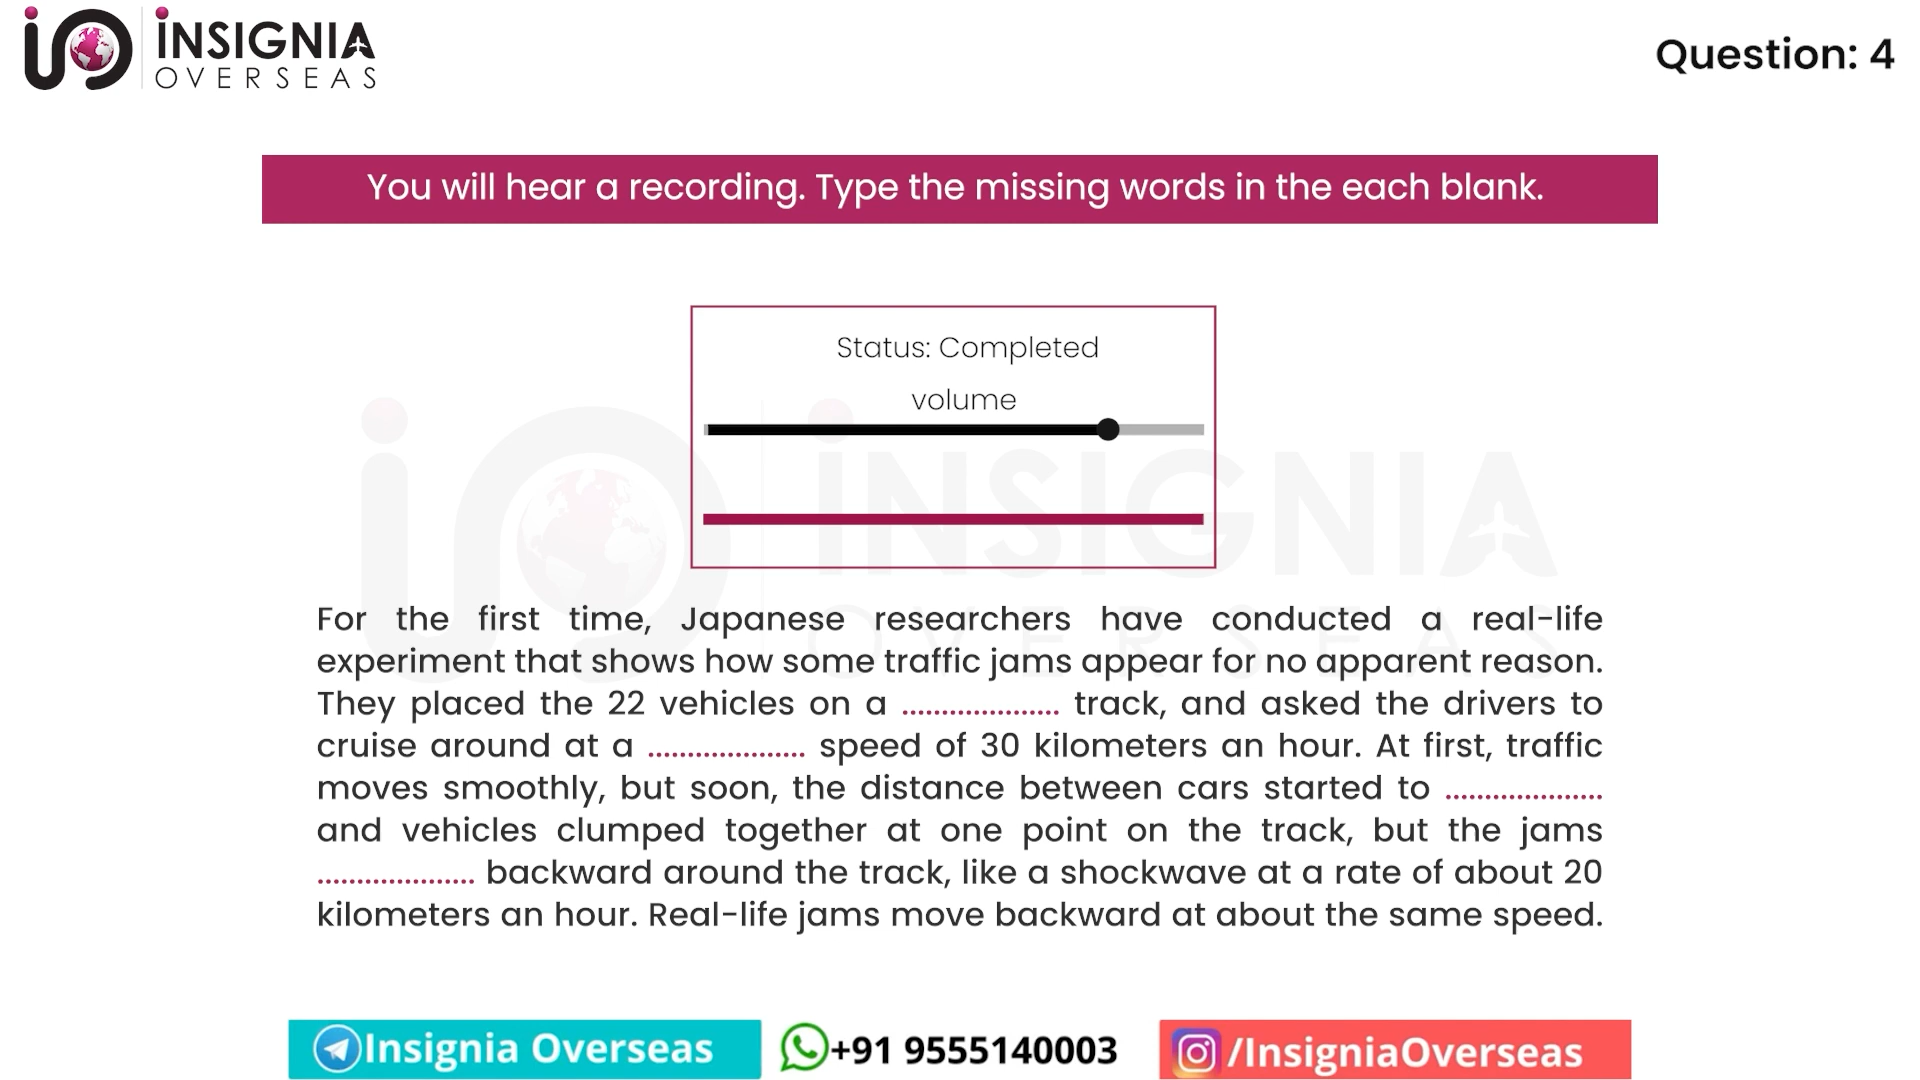 iNSIGNIA
OVERSEAS
Question: 4
You will hear a recording. Type the missing words in the each blank.
Status: Completed
volume
iNSIGNIA
OVERSEAS
For the first time, Japanese researchers have conducted a real-life
experiment that shows how some traffic jams appear for no apparent reason.
They placed the 22 vehicles on a .................... track, and asked the drivers to
cruise around at a .................... speed of 30 kilometers an hour. At first, traffic
moves smoothly, but soon, the distance between cars started to ....................
and vehicles clumped together at one point on the track, but the jams
.................... backward around the track, like a shockwave at a rate of about 20
kilometers an hour. Real-life jams move backward at about the same speed.
Insignia Overseas
+91 9555140003
/InsigniaOverseas